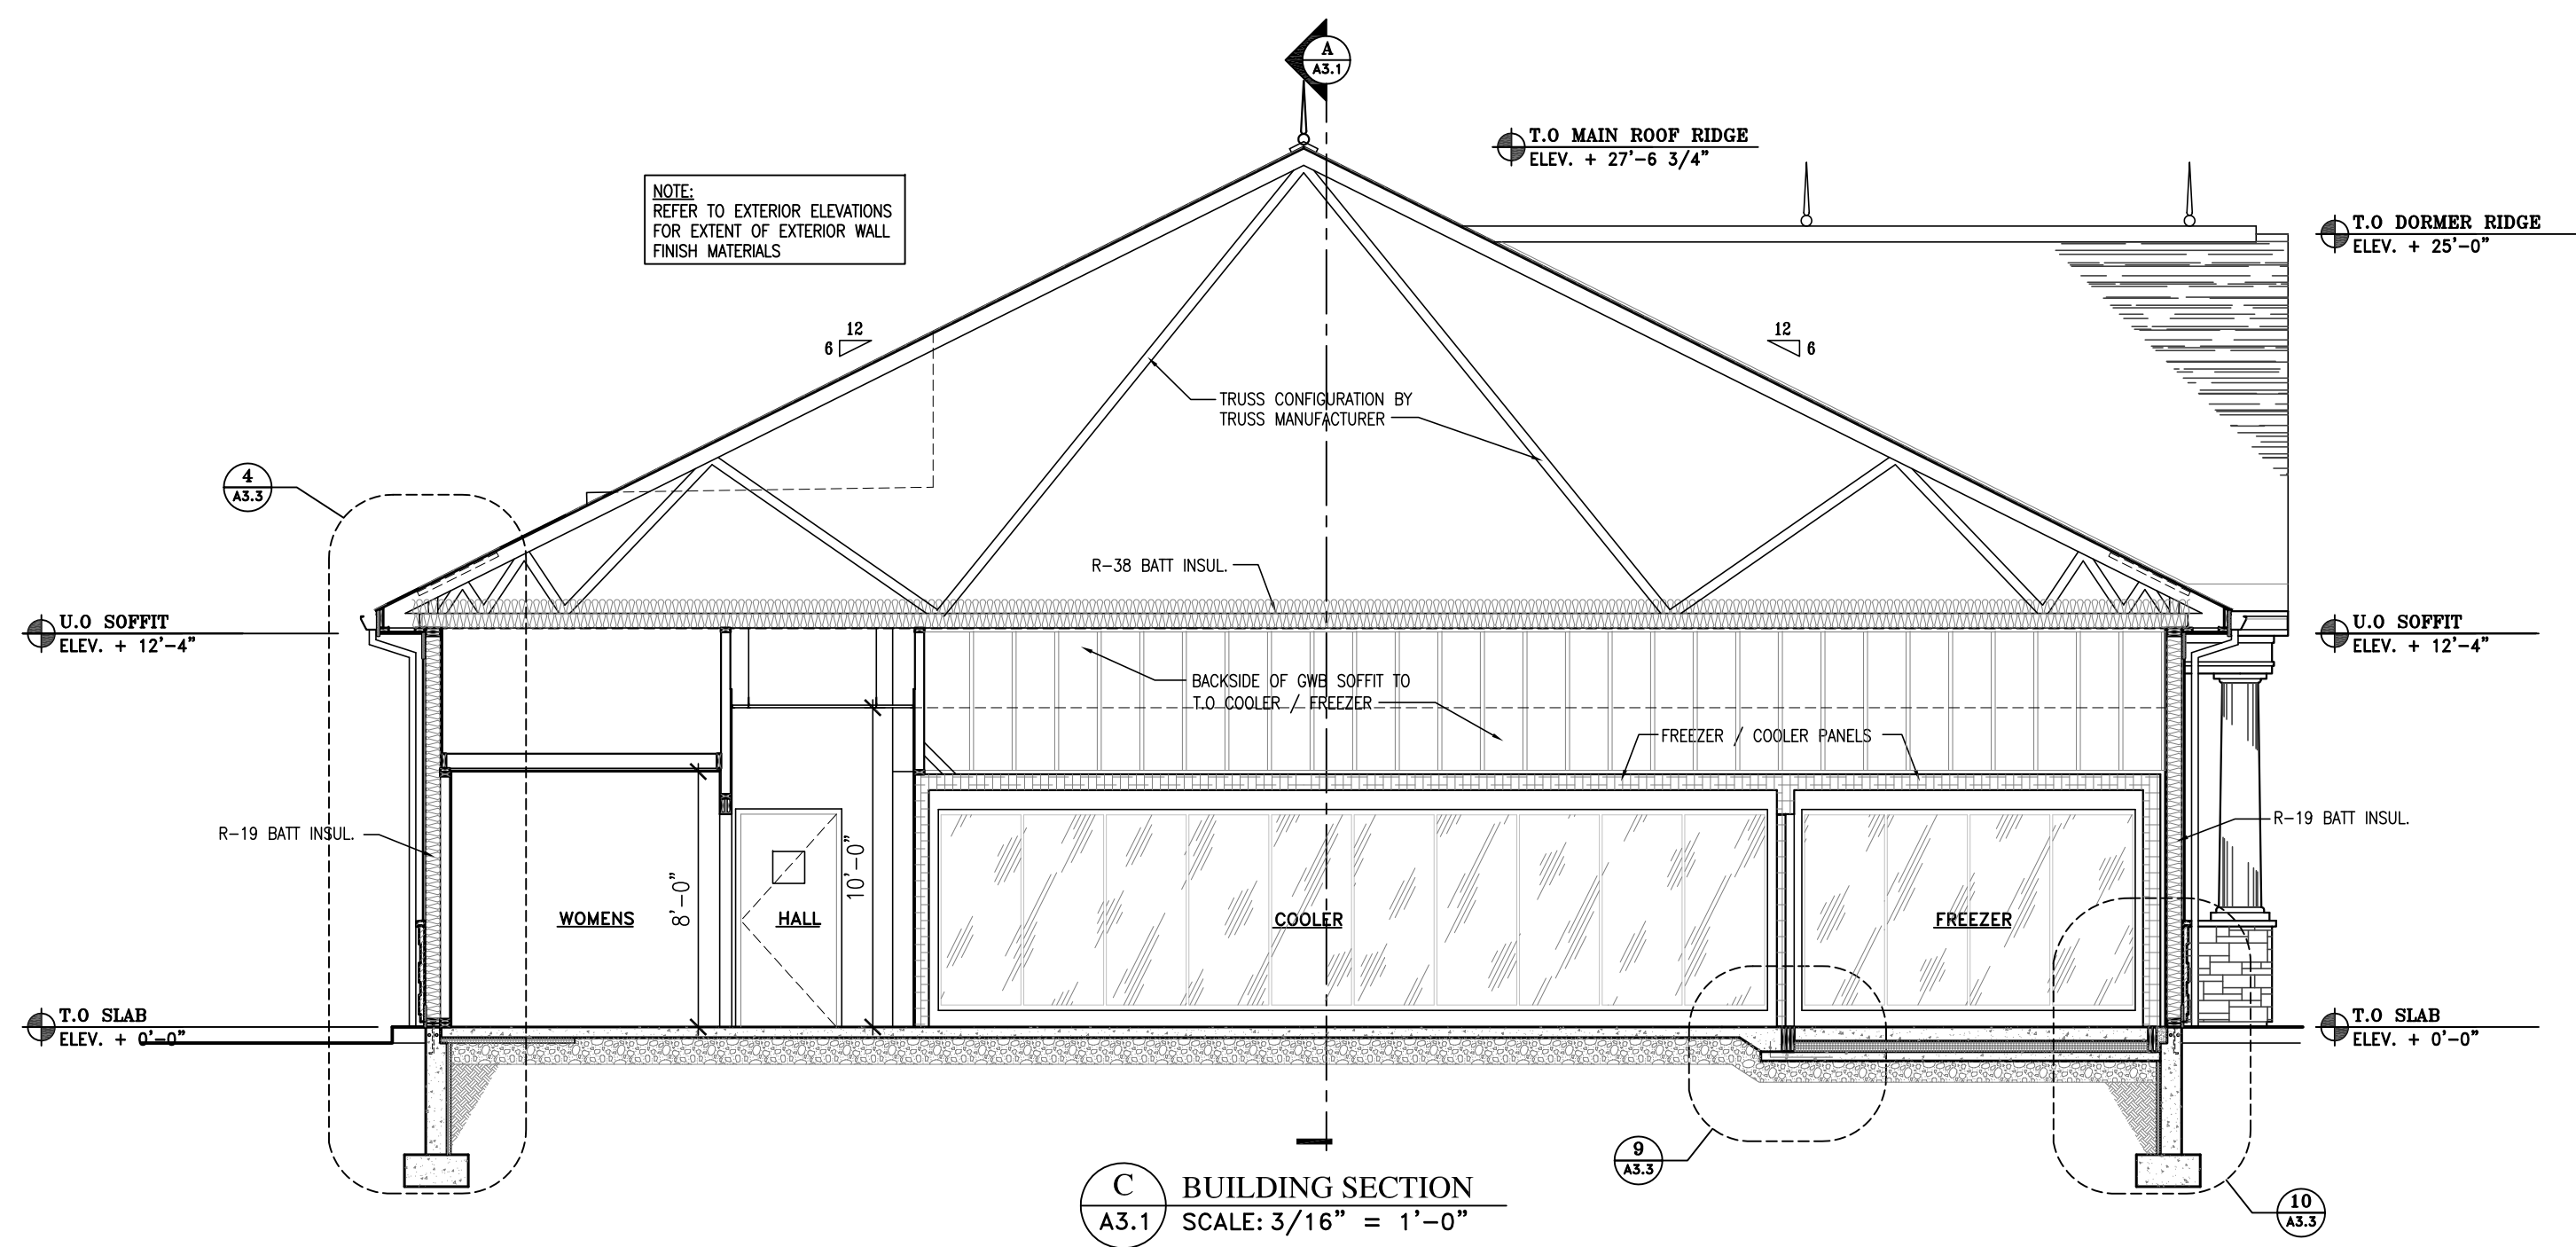 A
A3.1
T.O MAIN ROOF RIDGE
ELEV. + 27'-6 3/4"
NOTE:
REFER TO EXTERIOR ELEVATIONS
FOR EXTENT OF EXTERIOR WALL
FINISH MATERIALS
T.O DORMER RIDGE
ELEV. + 25'-0"
12
6
12
6
TRUSS CONFIGURATION BY
TRUSS MANUFACTURER
4
A3.3
R-38 BATT INSUL.
U.O SOFFIT
ELEV. + 12'-4"
U.O SOFFIT
ELEV. + 12'-4"
BACKSIDE OF GWB SOFFIT TO
T.O COOLER / FREEZER
FREEZER / COOLER PANELS
R-19 BATT INSUL.
R-19 BATT INSUL.
8'-0"
10'-0"
WOMENS
HALL
COOLER
FREEZER
T.O SLAB
ELEV. + 0'-0"
T.O SLAB
ELEV. + 0'-0"
9
A3.3
10
A3.3
C
A3.1
BUILDING SECTION
SCALE: 3/16" = 1'-0"